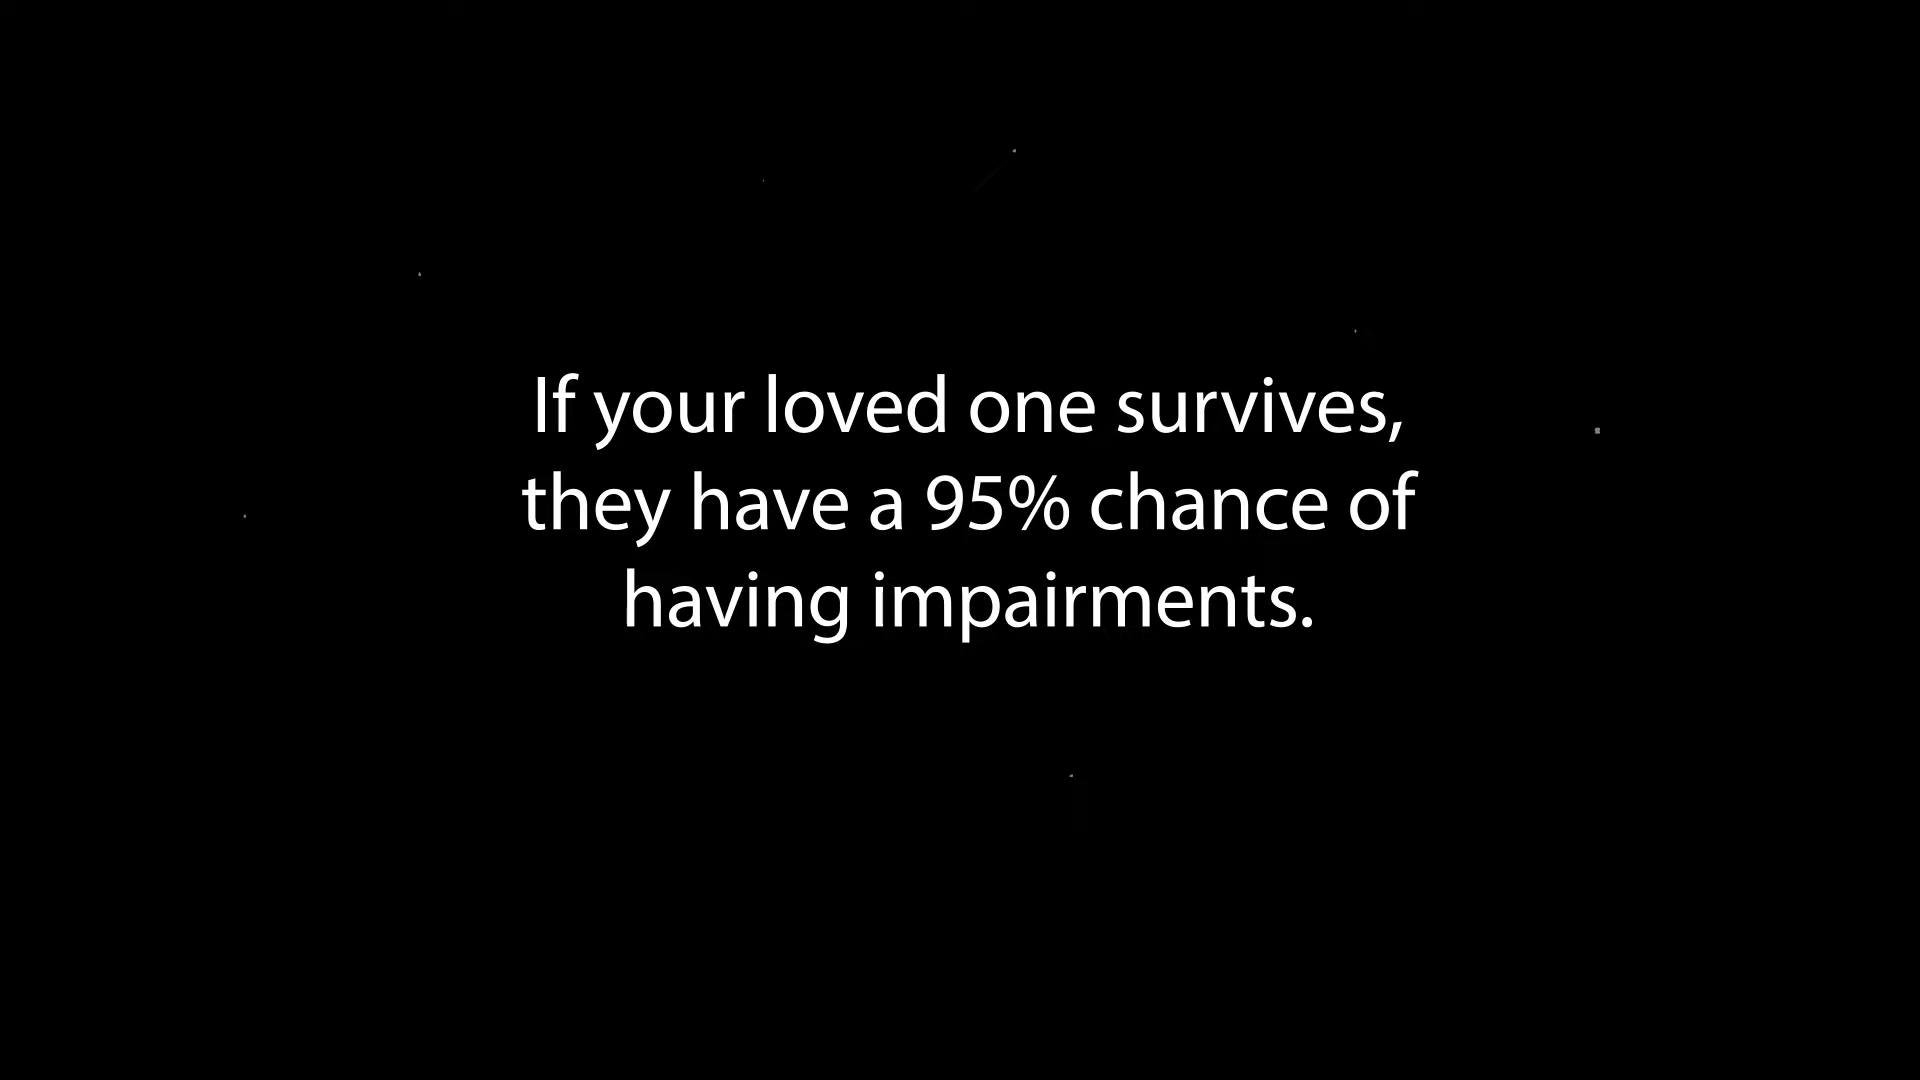 If your loved one survives,
they have a 95% chance of
having impairments.